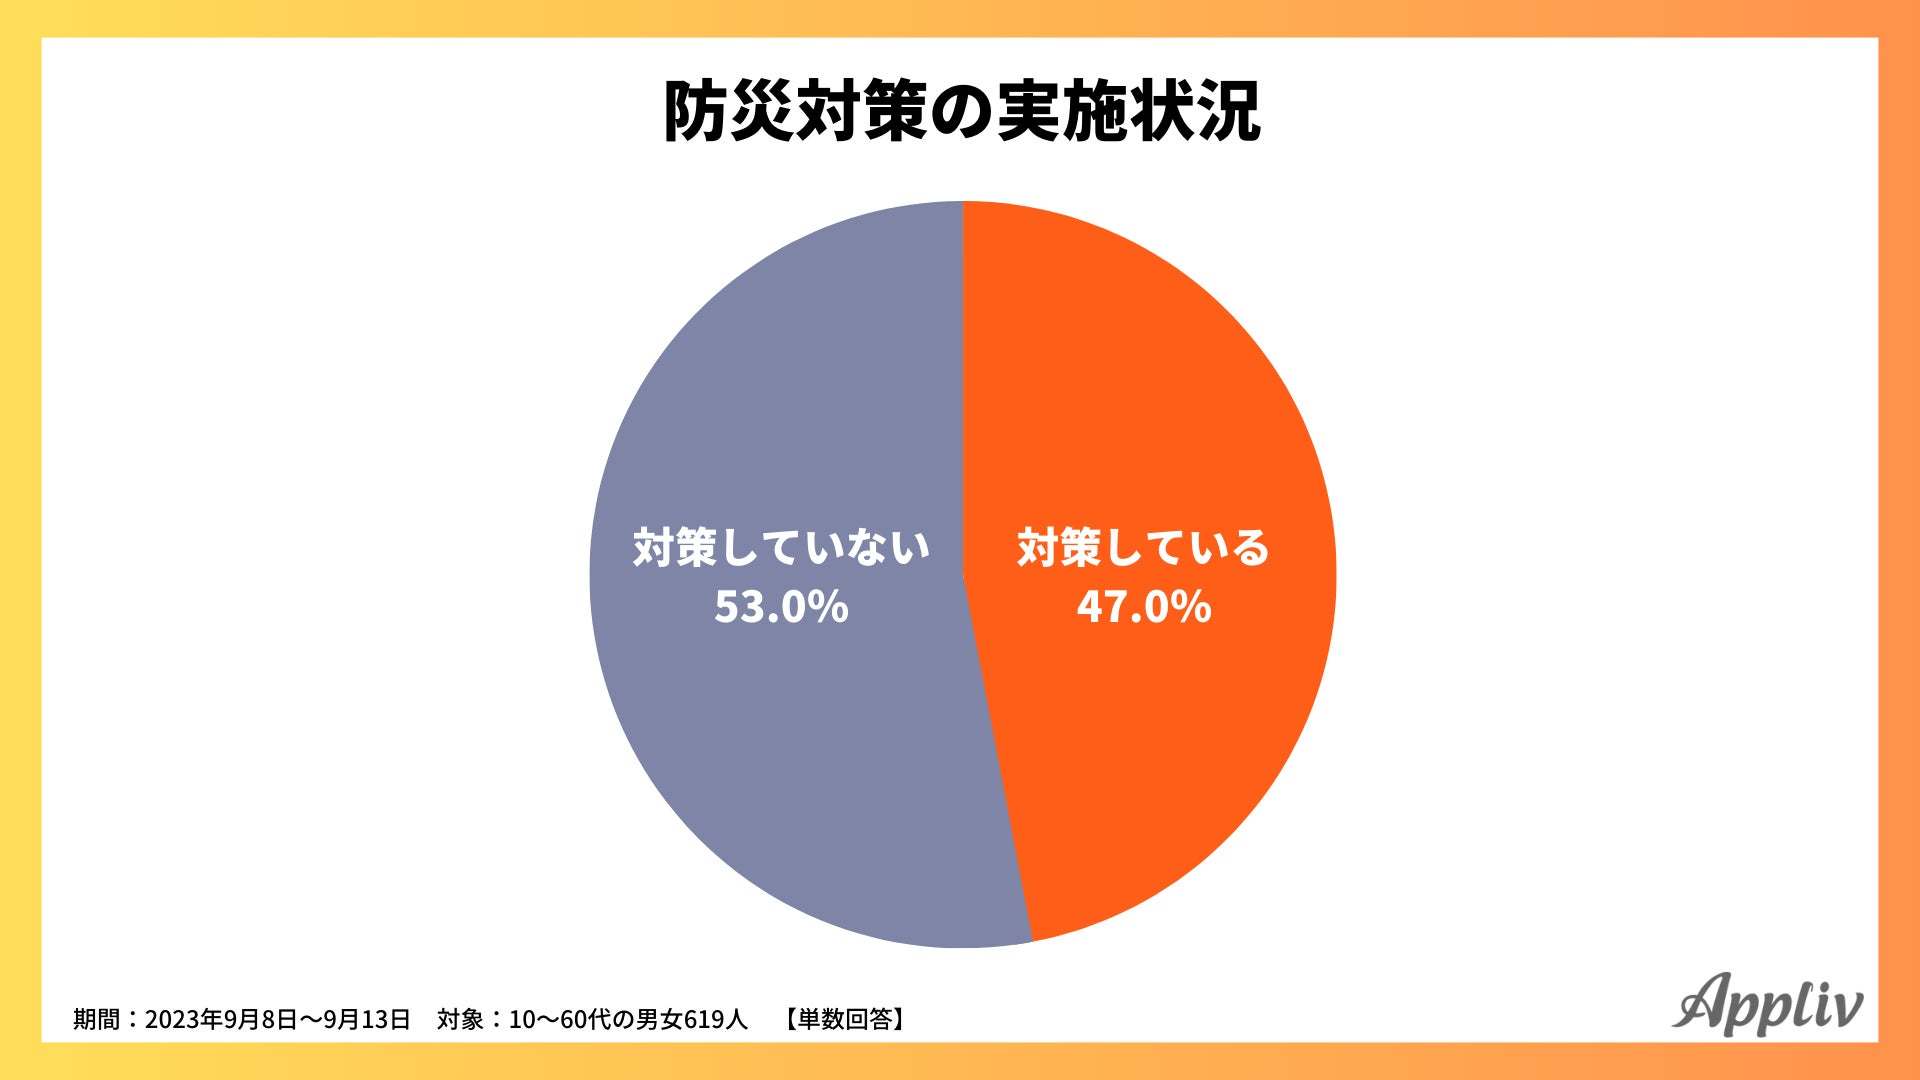 防災対策の実施状況
対策していない
53.0%
対策している
47.0%
期間：2023年9月8日〜9月13日　対象：10〜60代の男女619人　【単数回答】
Appliv